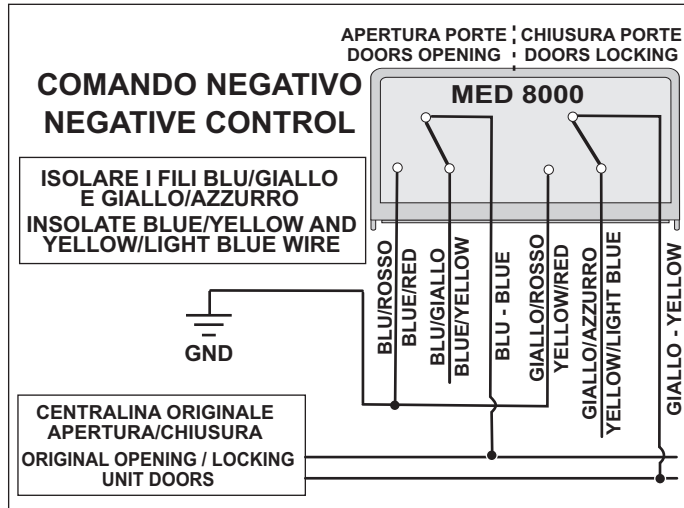 APERTURA PORTE
DOORS OPENING
CHIUSURA PORTE
DOORS LOCKING
COMANDO NEGATIVO
NEGATIVE CONTROL
MED 8000
ISOLARE I FILI BLU/GIALLO
E GIALLO/AZZURRO
INSOLATE BLUE/YELLOW AND
YELLOW/LIGHT BLUE WIRE
BLU/ROSSO
BLUE/RED
BLU/GIALLO
BLUE/YELLOW
BLU - BLUE
GIALLO/ROSSO
YELLOW/RED
GIALLO/AZZURRO
YELLOW/LIGHT BLUE
GIALLO - YELLOW
GND
CENTRALINA ORIGINALE
APERTURA/CHIUSURA
ORIGINAL OPENING / LOCKING
UNIT DOORS